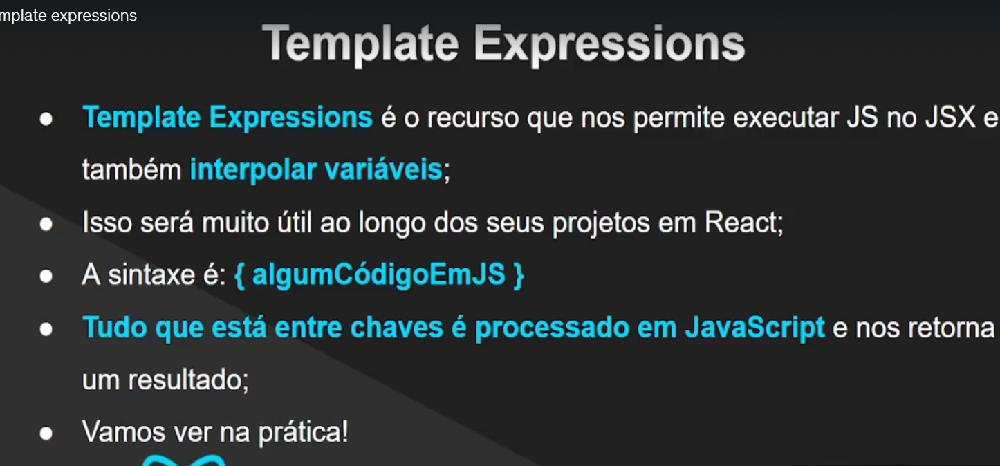 mplate expressions
Template Expressions
● Template Expressions é o recurso que nos permite executar JS no JSX e
também interpolar variáveis;
● Isso será muito útil ao longo dos seus projetos em React;
● A sintaxe é: { algumCódigoEmJS }
● Tudo que está entre chaves é processado em JavaScript e nos retorna
um resultado;
● Vamos ver na prática!